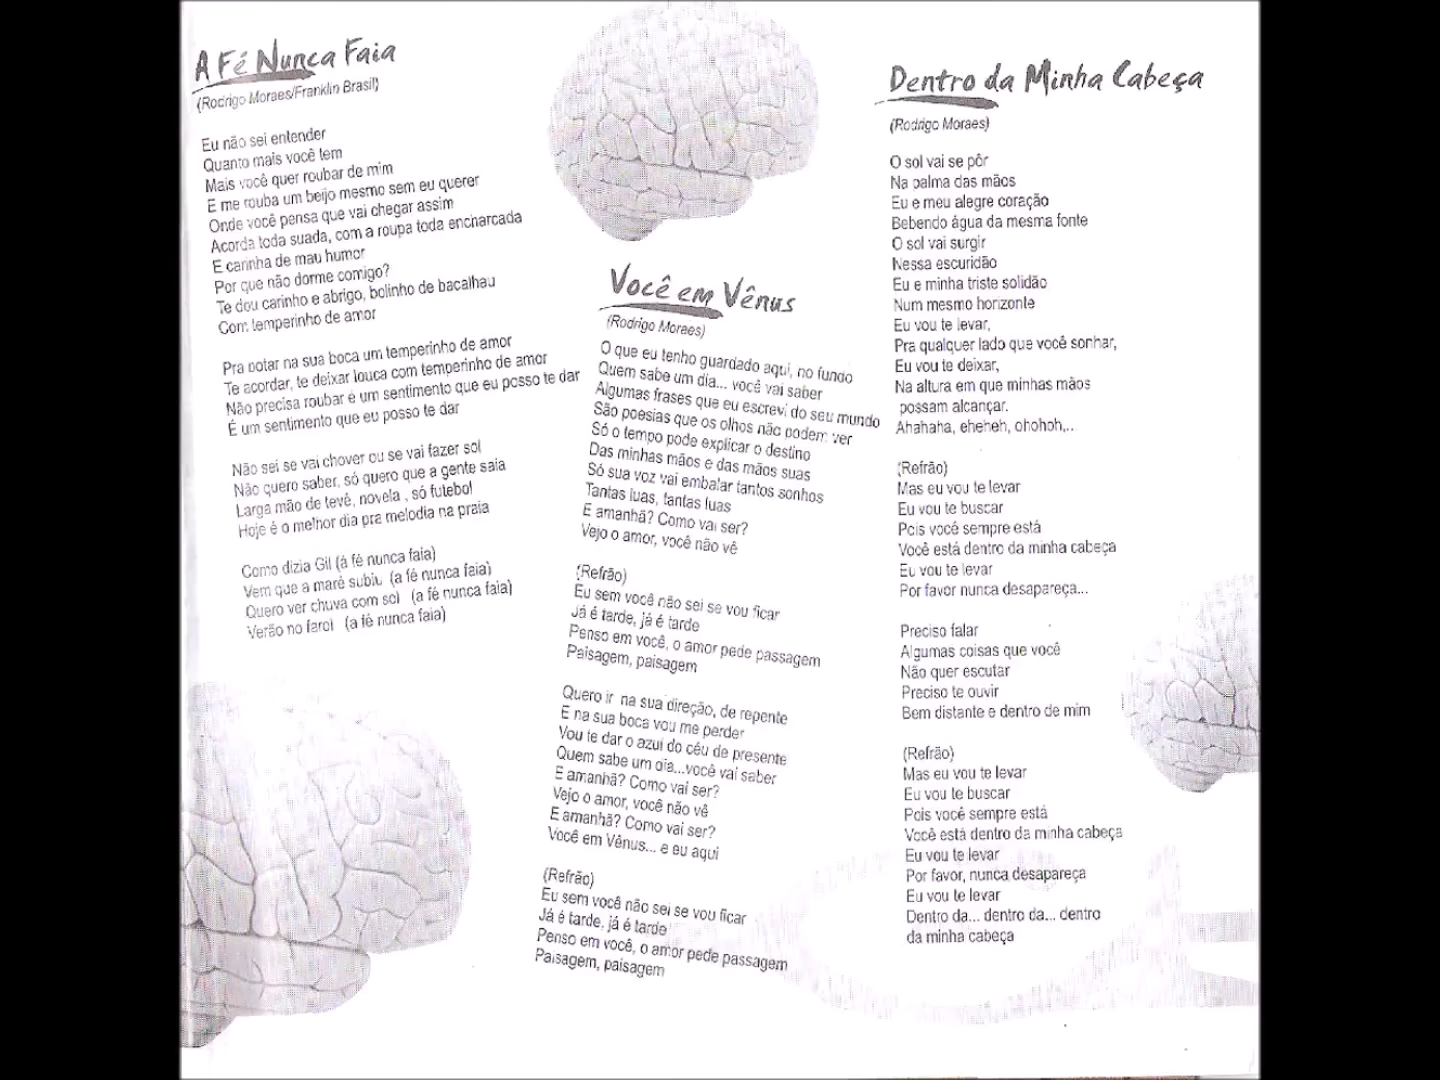 A Fé Nunca Faia
(Rodrigo Moraes/Franklin Brasil)
Eu não sei entender
Quanto mais você tem
Mais você quer roubar de mim
E me rouba um beijo mesmo sem eu querer
Onde você pensa que vai chegar assim
Acorda toda suada, com a roupa toda encharcada
E carinha de mau humor
Por que não dorme comigo?
Te dou carinho e abrigo, bolinho de bacalhau
Com temperinho de amor
Pra botar na sua boca um temperinho de amor
Te acordar, te deixar louca com temperinho de amor
Não precisa roubar é um sentimento que eu posso te dar
É um sentimento que eu posso te dar
Não sei se vai chover ou se vai fazer sol
Não quero saber, só quero que a gente saia
Larga mão de tevê, novela , só futebol
Hoje é o melhor dia pra melodia na praia
Como dizia Gil (a fé nunca faia)
Vem que a maré subiu (a fé nunca faia)
Quero ver chuva com sol (a fé nunca faia)
Verão no farol (a fé nunca faia)
Você em Vênus
(Rodrigo Moraes)
O que eu tenho guardado aqui, no fundo
Quem sabe um dia... você vai saber
Algumas frases que eu escrevi do seu mundo
São poesias que os olhos não podem ver
Só o tempo pode explicar o destino
Das minhas mãos e das mãos suas
Só sua voz vai embalar tantos sonhos
Tantas luas, tantas luas
E amanhã? Como vai ser?
Vejo o amor, você não vê
(Refrão)
Eu sem você não sei se vou ficar
Já é tarde, já é tarde
Penso em você, o amor pede passagem
Paisagem, paisagem
Quero ir na sua direção, de repente
E na sua boca vou me perder
Vou te dar o azul do céu de presente
Quem sabe um dia...você vai saber
E amanhã? Como vai ser?
Vejo o amor, você não vê
E amanhã? Como vai ser?
Você em Vênus... e eu aqui
(Refrão)
Eu sem você não sei se vou ficar
Já é tarde, já é tarde
Penso em você, o amor pede passagem
Paisagem, paisagem
Dentro da Minha Cabeça
(Rodrigo Moraes)
O sol vai se pôr
Na palma das mãos
Eu e meu alegre coração
Bebendo água da mesma fonte
O sol vai surgir
Nessa escuridão
Eu e minha triste solidão
Num mesmo horizonte
Eu vou te levar,
Pra qualquer lado que você sonhar,
Eu vou te deixar,
Na altura em que minhas mãos
possam alcançar.
Ahahaha, eheheh, ohohoh,...
(Refrão)
Mas eu vou te levar
Eu vou te buscar
Pois você sempre está
Você está dentro da minha cabeça
Eu vou te levar
Por favor nunca desapareça...
Preciso falar
Algumas coisas que você
Não quer escutar
Preciso te ouvir
Bem distante e dentro de mim
(Refrão)
Mas eu vou te levar
Eu vou te buscar
Pois você sempre está
Você está dentro da minha cabeça
Eu vou te levar
Por favor, nunca desapareça
Eu vou te levar
Dentro da... dentro da... dentro
da minha cabeça